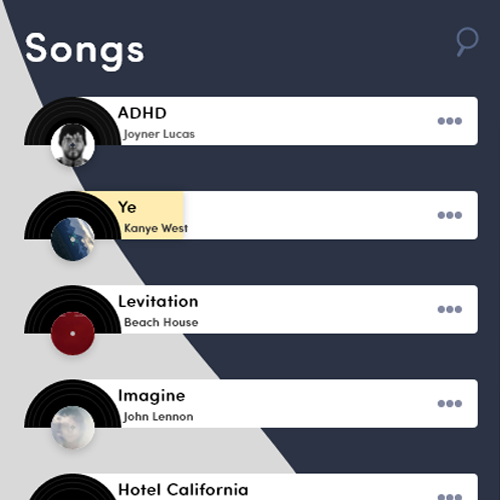 Songs
ADHD
Joyner Lucas
Ye
Kanye West
Levitation
Beach House
Imagine
John Lennon
Hotel California